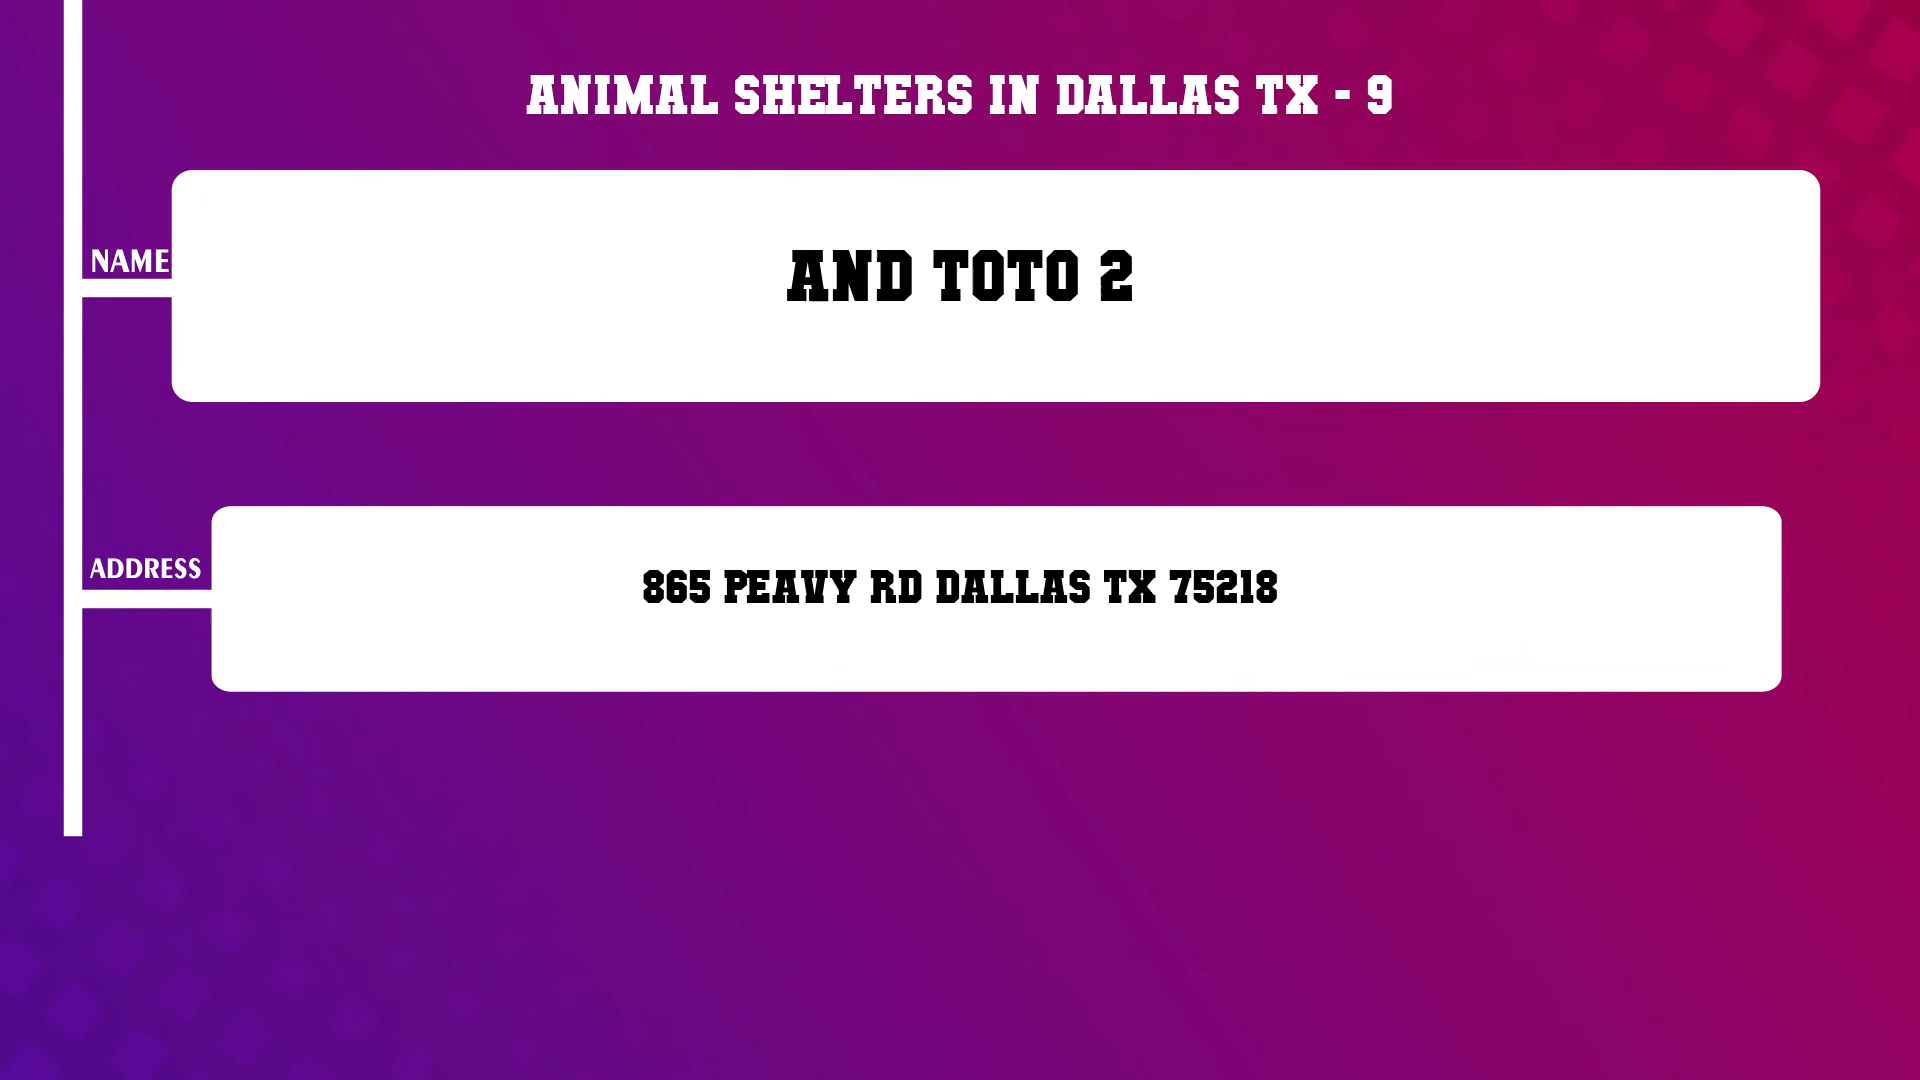 ANIMAL SHELTERS IN DALLAS TX - 9
NAME
AND TOTO 2
ADDRESS
865 PEAVY RD DALLAS TX 75218